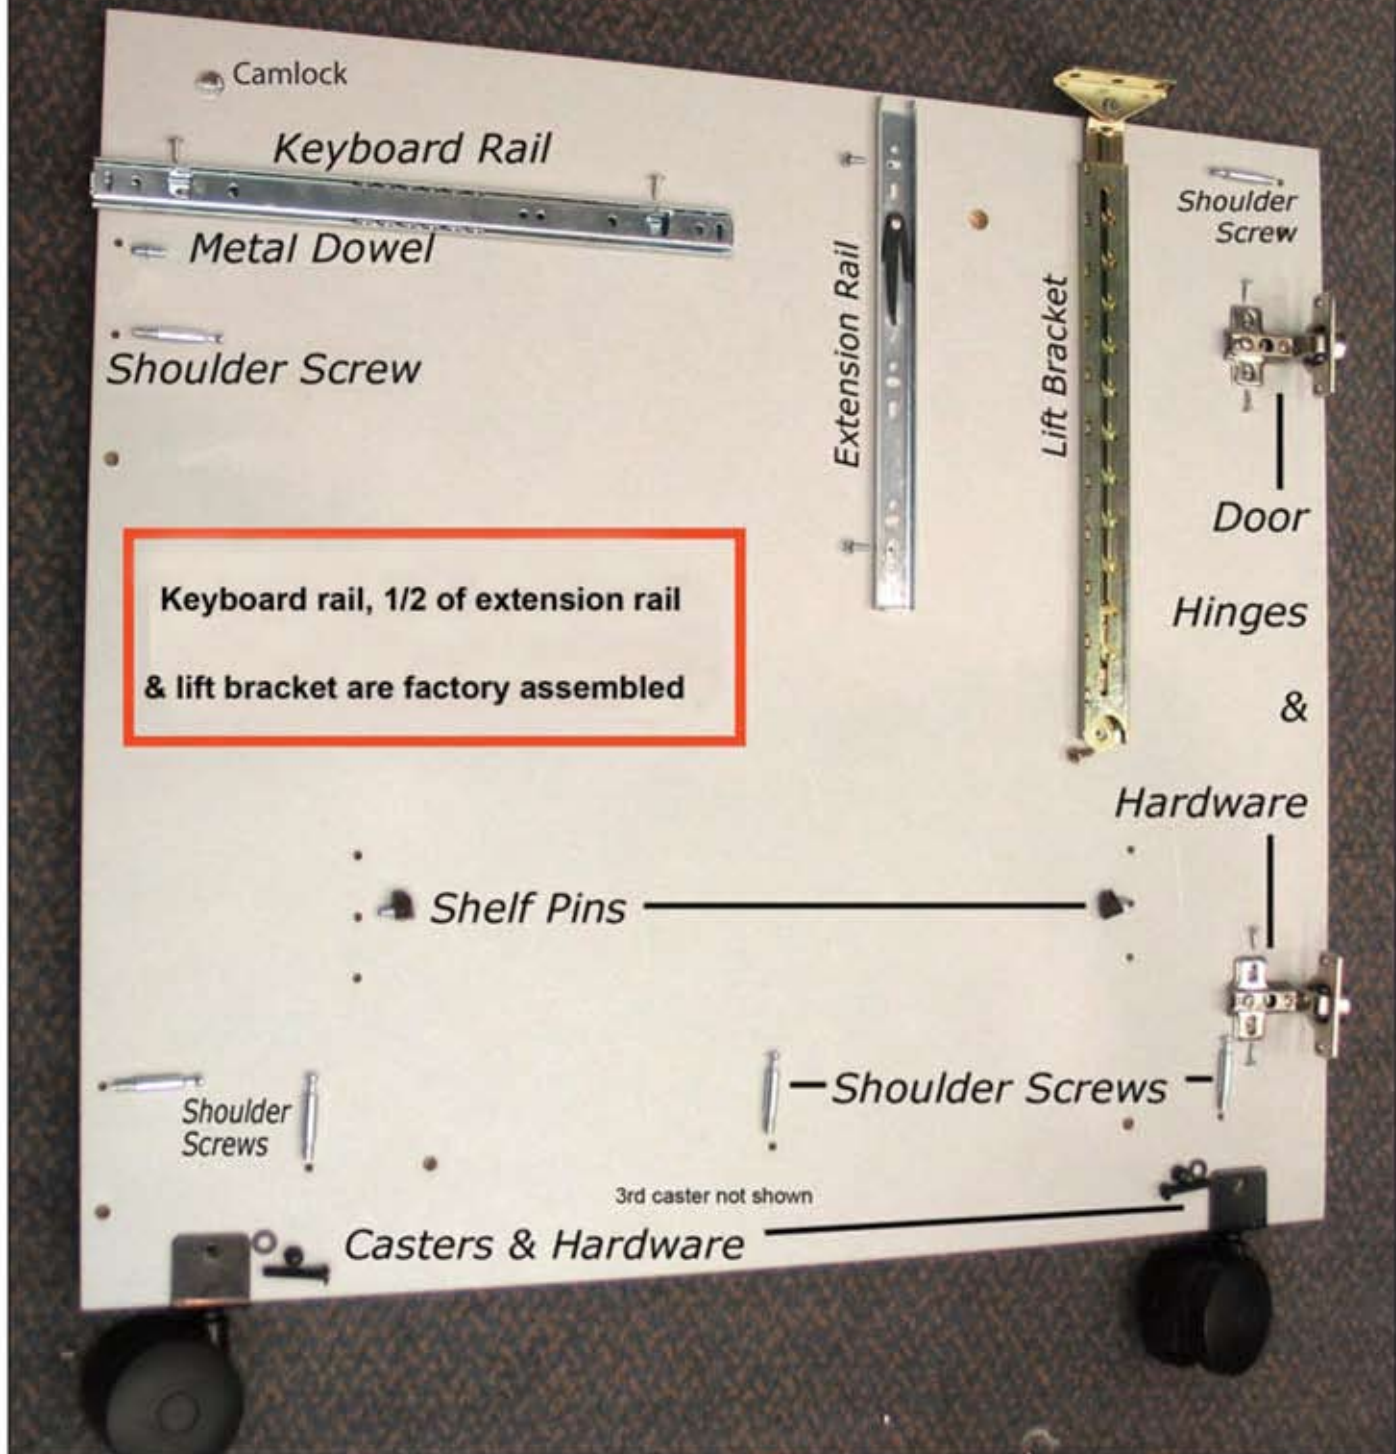 Camlock
Keyboard Rail
Metal Dowel
Shoulder Screw
Extension Rail
Lift Bracket
Shoulder
Screw
Door
Hinges
&
Hardware
Keyboard rail, 1/2 of extension rail
& lift bracket are factory assembled
Shelf Pins
Shoulder
Screws
Shoulder Screws
3rd caster not shown
Casters & Hardware